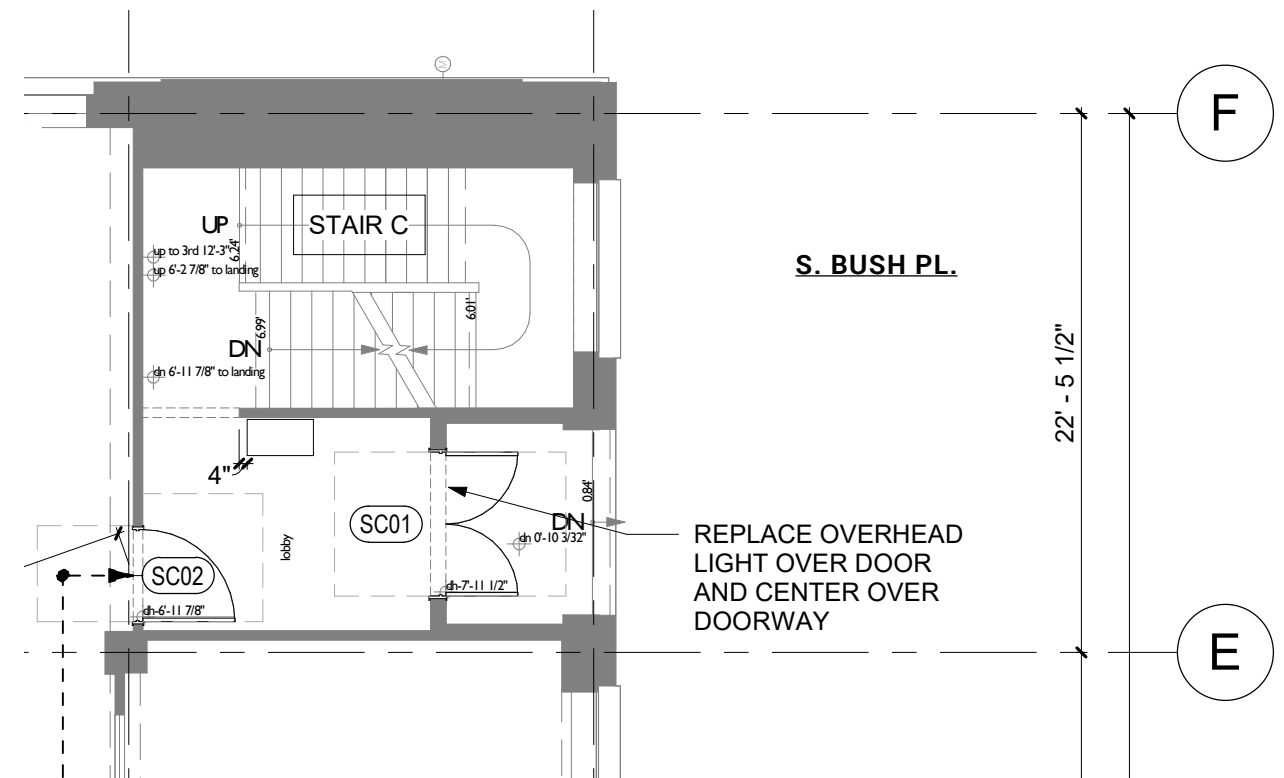 M
F
UP
STAIR C
6.24'
up to 3rd 12'-3"
up 6'-2 7/8" to landing
S. BUSH PL.
6.99'
6.01'
DN
dn 6'-11 7/8" to landing
22' - 5 1/2"
4"
SC01
0.84'
DN
dn 0'-10 3/32"
lobby
REPLACE OVERHEAD
LIGHT OVER DOOR
AND CENTER OVER
DOORWAY
SC02
dh-7'-11 1/2"
dh-6'-11 7/8"
E